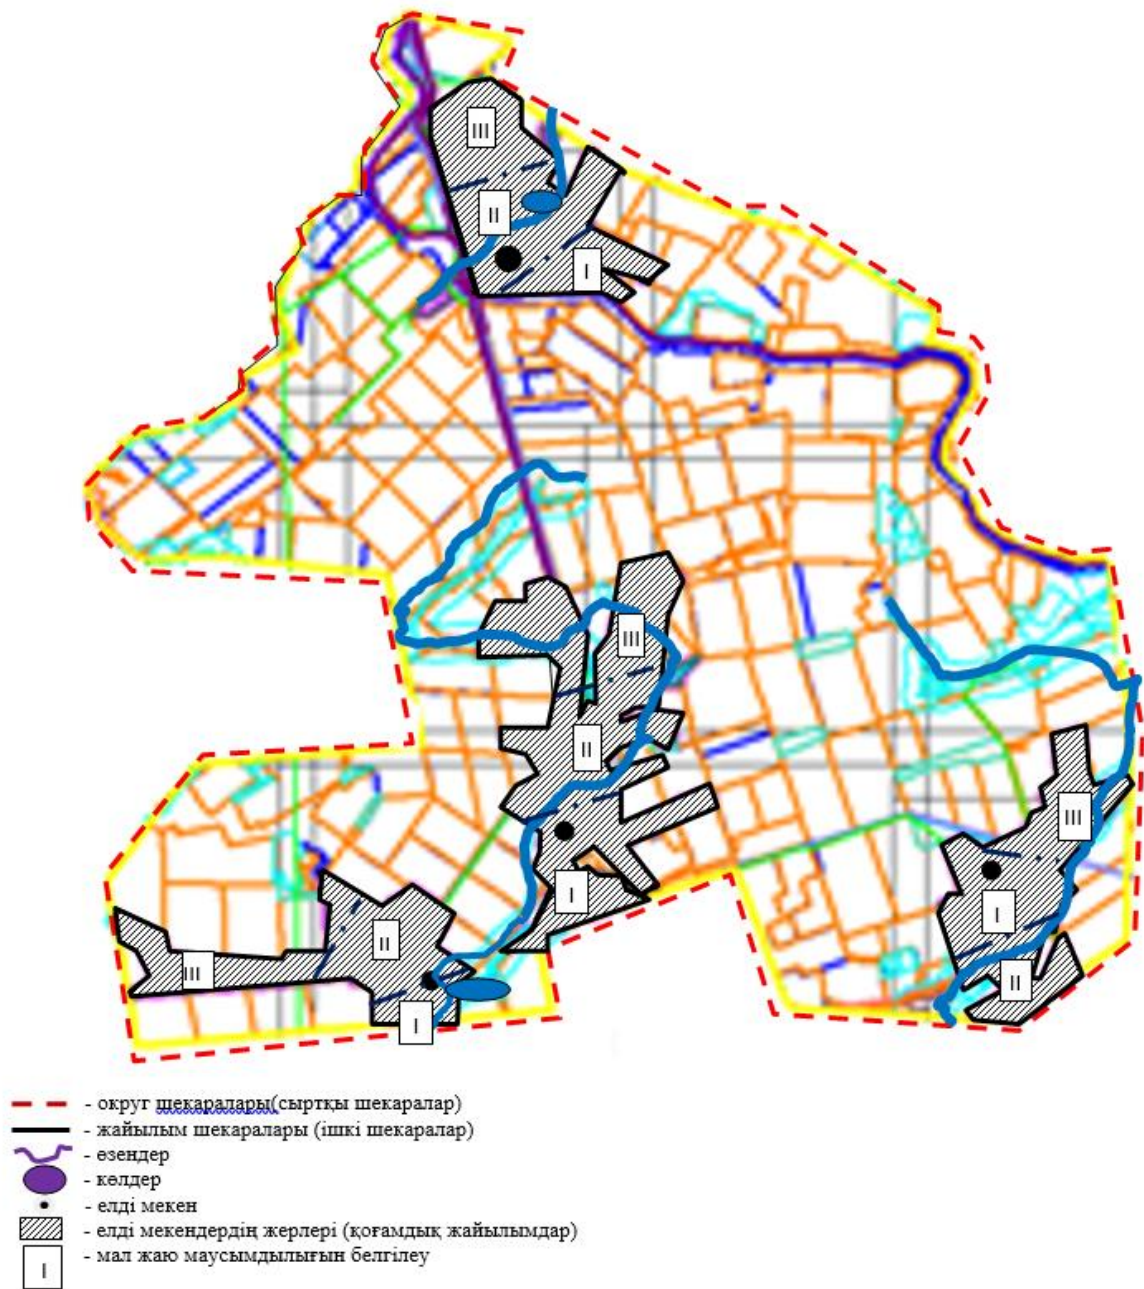 III
II
I
III
II
I
III
I
II
II
III
I
- округ шекаралары(сыртқы шекаралар)
- жайылым шекаралары (ішкі шекаралар)
- өзендер
- көлдер
- елді мекен
- елді мекендердің жерлері (қоғамдық жайылымдар)
- мал жаю маусымдылығын белгілеу
I